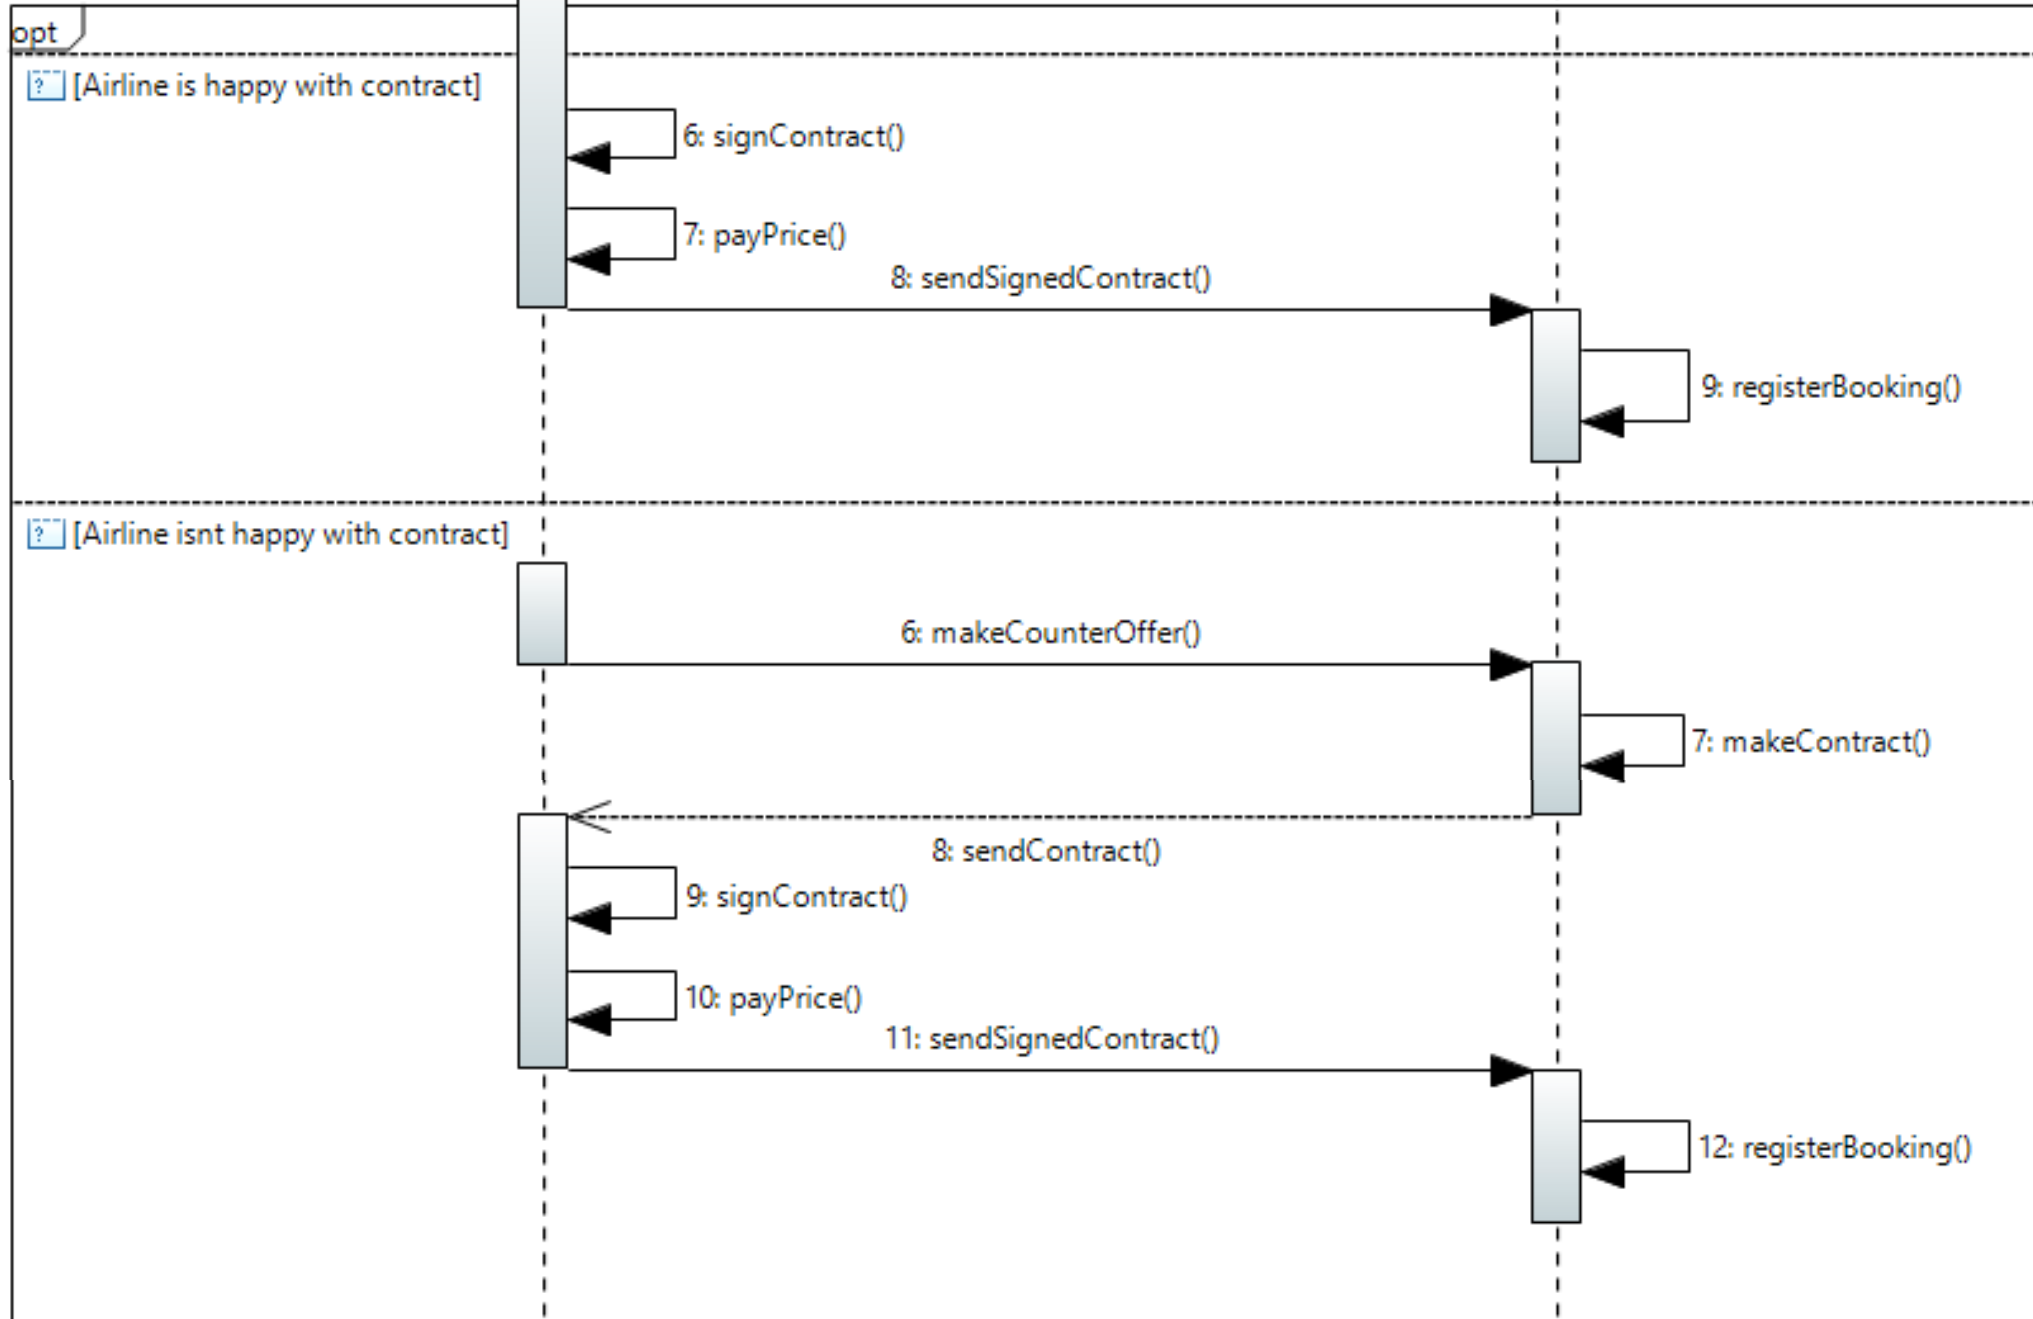 opt
[Airline is happy with contract]
6: signContract()
7: payPrice()
8: sendSignedContract()
9: registerBooking()
[Airline isnt happy with contract]
6: makeCounterOffer()
7: makeContract()
8: sendContract()
9: signContract()
10: payPrice()
11: sendSignedContract()
12: registerBooking()